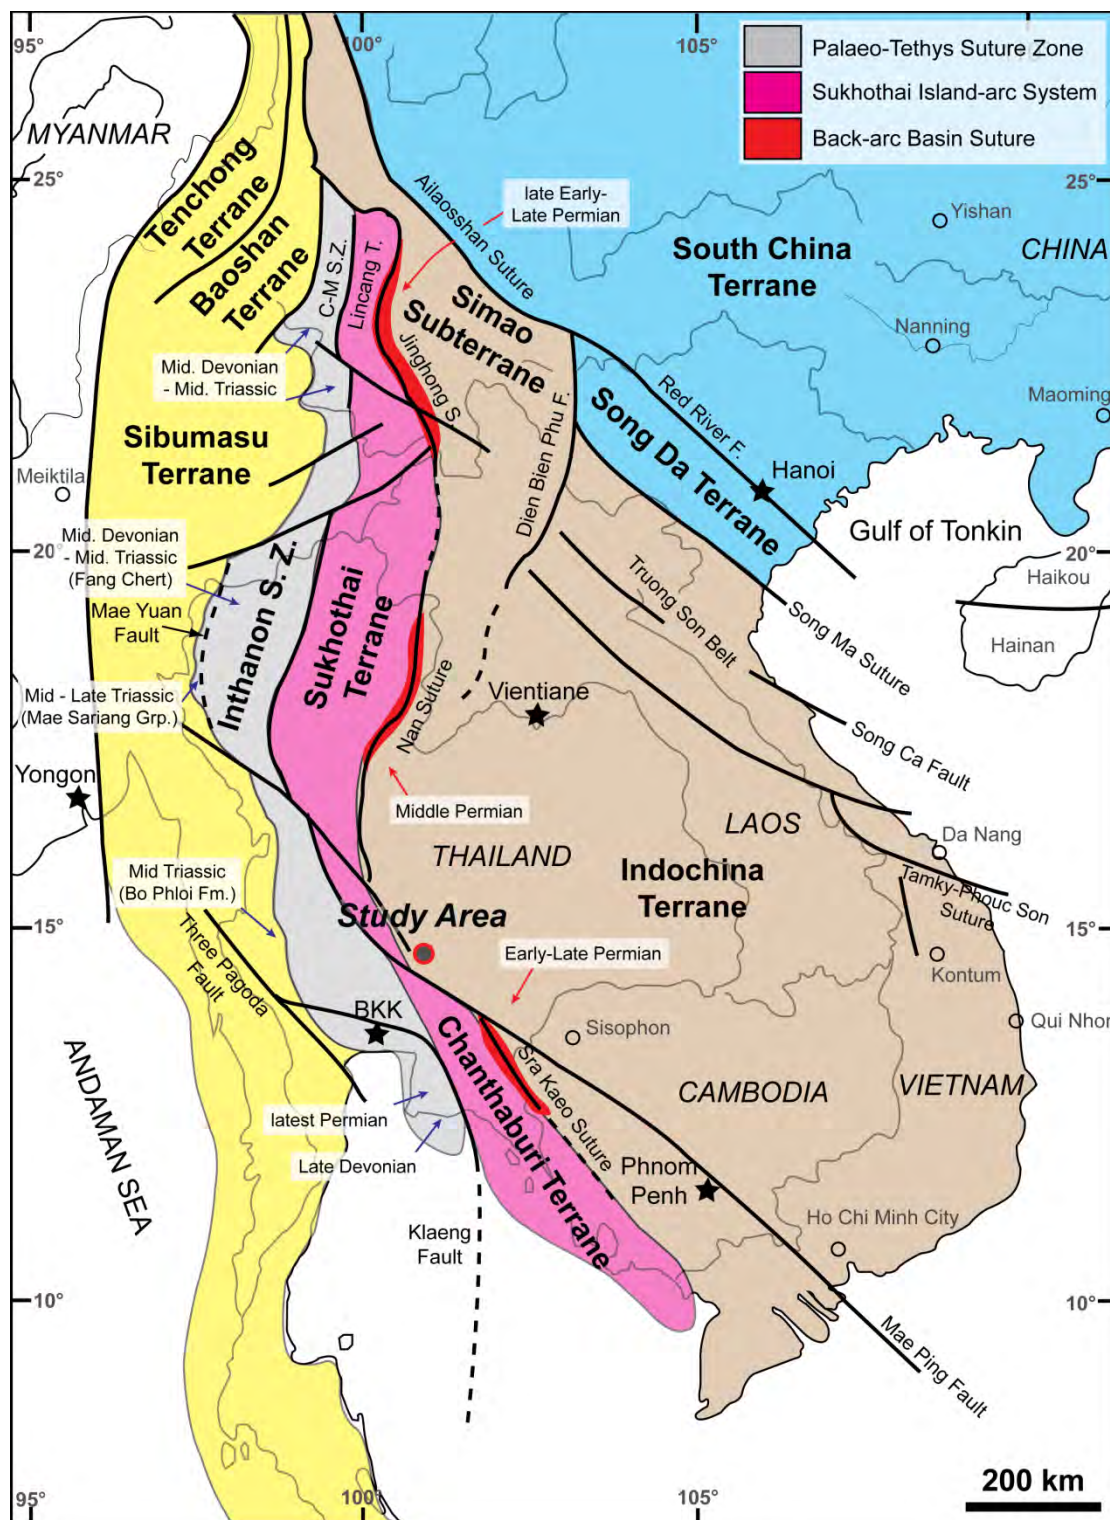 95°
100°
105°
Palaeo-Tethys Suture Zone
Sukhothai Island-arc System
Back-arc Basin Suture
MYANMAR
25°
25°
Tenchong
Terrane
Baoshan
Terrane
C-M S.Z.
Lincang T.
late Early-
Late Permian
Ailaosshan Suture
Yishan
CHINA
South China
Terrane
Nanning
Maoming
Simao
Subterrane
Jinghong S.
Mid. Devonian
- Mid. Triassic
Sibumasu
Terrane
Meiktila
Dien Bien Phu F.
Song Da Terrane
Red River F.
Hanoi
Gulf of Tonkin
20°
20°
Haikou
Hainan
Mid. Devonian
- Mid. Triassic
(Fang Chert)
Mae Yuan
Fault
Inthanon S. Z.
Sukhothai
Terrane
Truong Son Belt
Song Ma Suture
Mid - Late Triassic
(Mae Sariang Grp.)
Nan Suture
Vientiane
Song Ca Fault
Yongon
Middle Permian
LAOS
Da Nang
THAILAND
Indochina
Terrane
Tamky-Phouc Son
Suture
Mid Triassic
(Bo Phloi Fm.)
Study Area
15°
15°
Three Pagoda
Fault
Early-Late Permian
Kontum
BKK
Sisophon
Qui Nhon
Chanthaburi Terrane
Sra Kaeo Suture
CAMBODIA
VIETNAM
ANDAMAN SEA
latest Permian
Late Devonian
Phnom
Penh
Klaeng
Fault
Ho Chi Minh City
10°
10°
Mae Ping Fault
200 km
95°
100°
105°